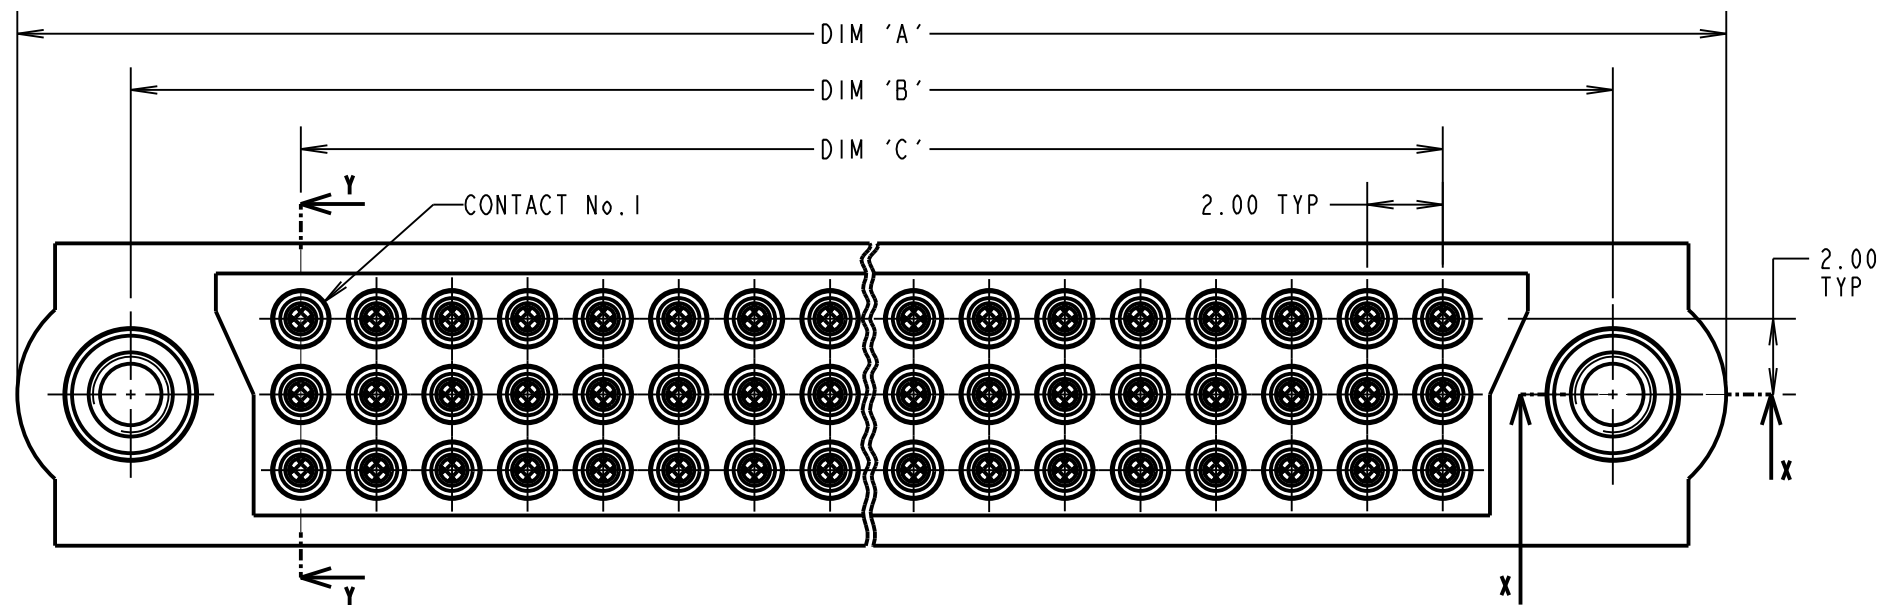 DIM 'A'
DIM 'B'
DIM 'C'
Y
CONTACT No.1
2.00 TYP
2.00
TYP
X
X
Y